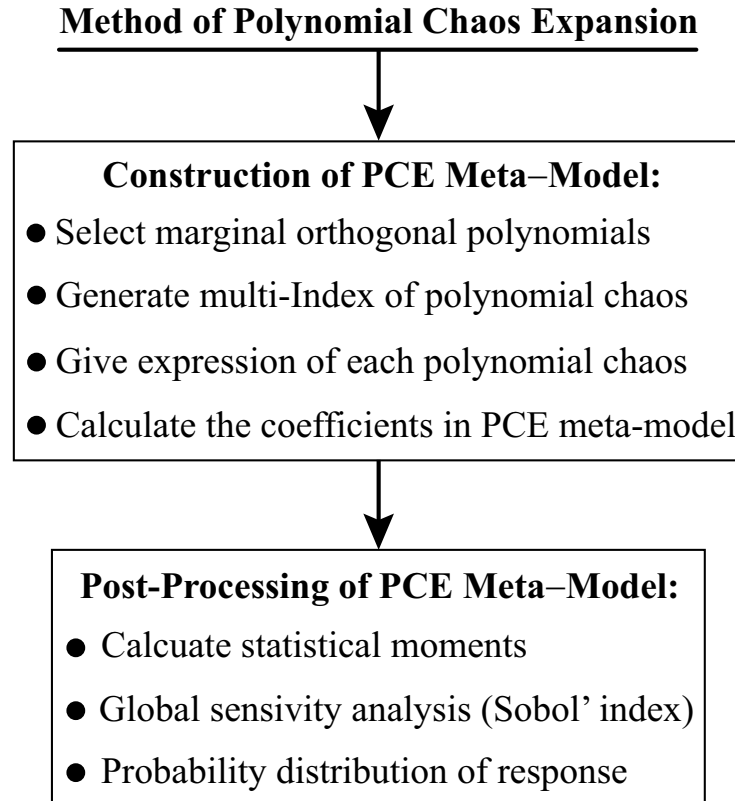 Method of Polynomial Chaos Expansion
Construction of PCE Meta–Model:
● Select marginal orthogonal polynomials
● Generate multi-Index of polynomial chaos
● Give expression of each polynomial chaos
● Calculate the coefficients in PCE meta-model
Post-Processing of PCE Meta–Model:
● Calcuate statistical moments
● Global sensivity analysis (Sobol’ index)
● Probability distribution of response